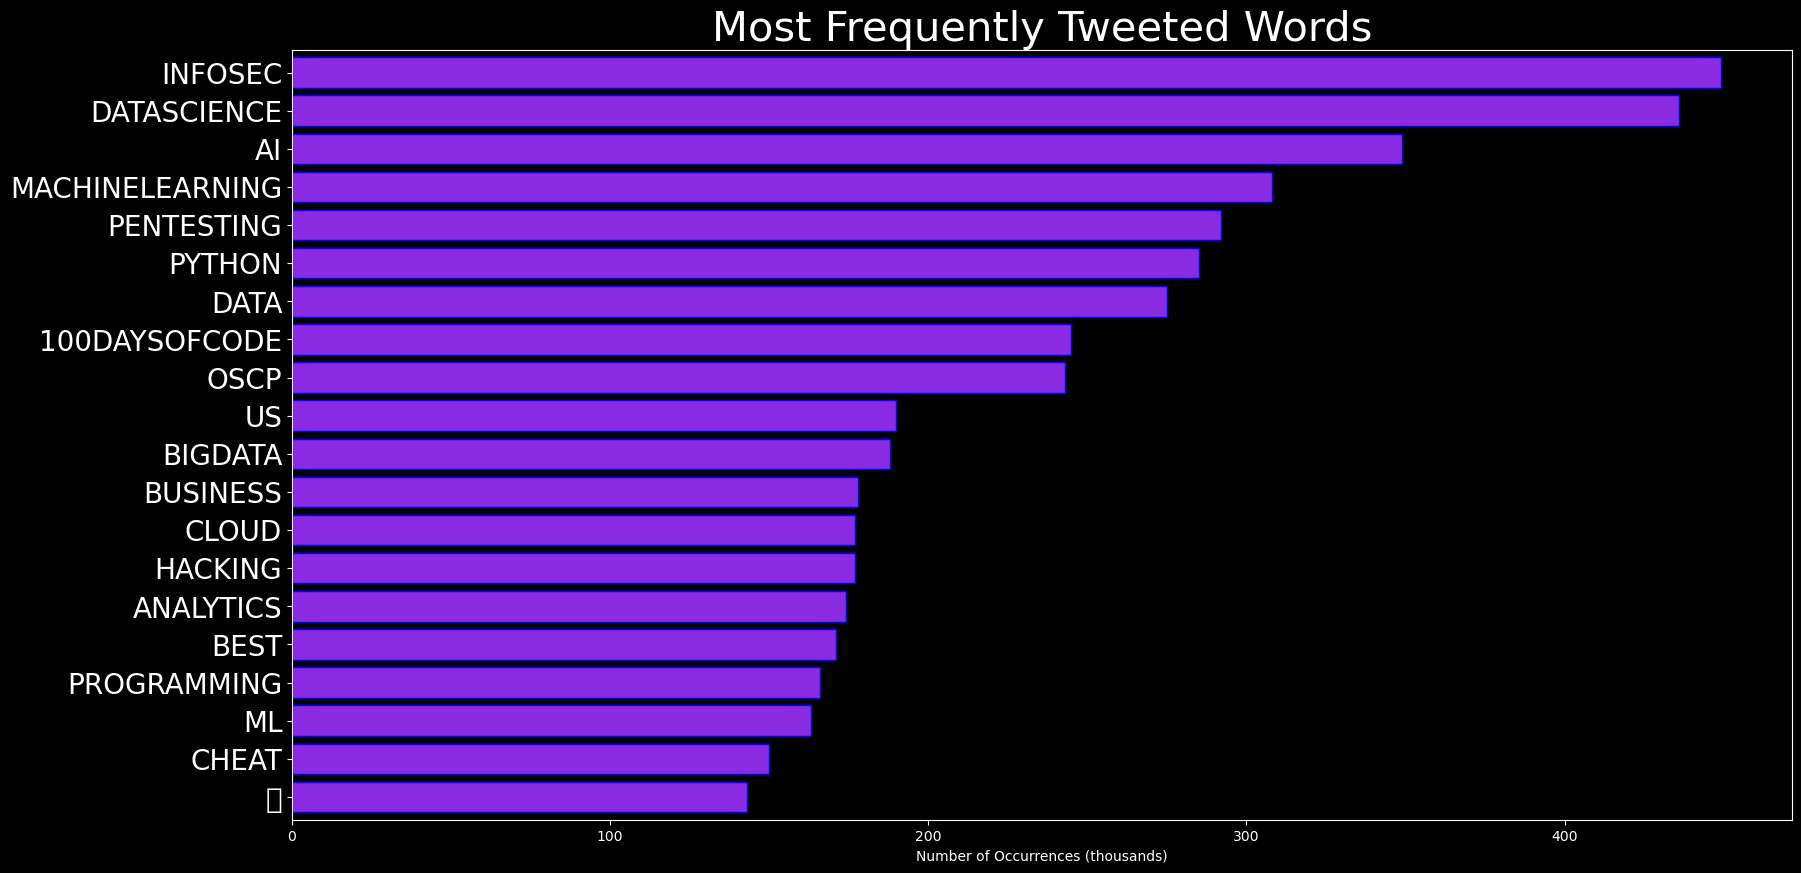 Most Frequently Tweeted Words
INFOSEC
DATASCIENCE
AI
MACHINELEARNING
PENTESTING
PYTHON
DATA
100DAYSOFCODE
OSCP
US
BIGDATA
BUSINESS
CLOUD
HACKING
ANALYTICS
BEST
PROGRAMMING
ML
CHEAT
0 100 200 300 400
Number of Occurrences (thousands)